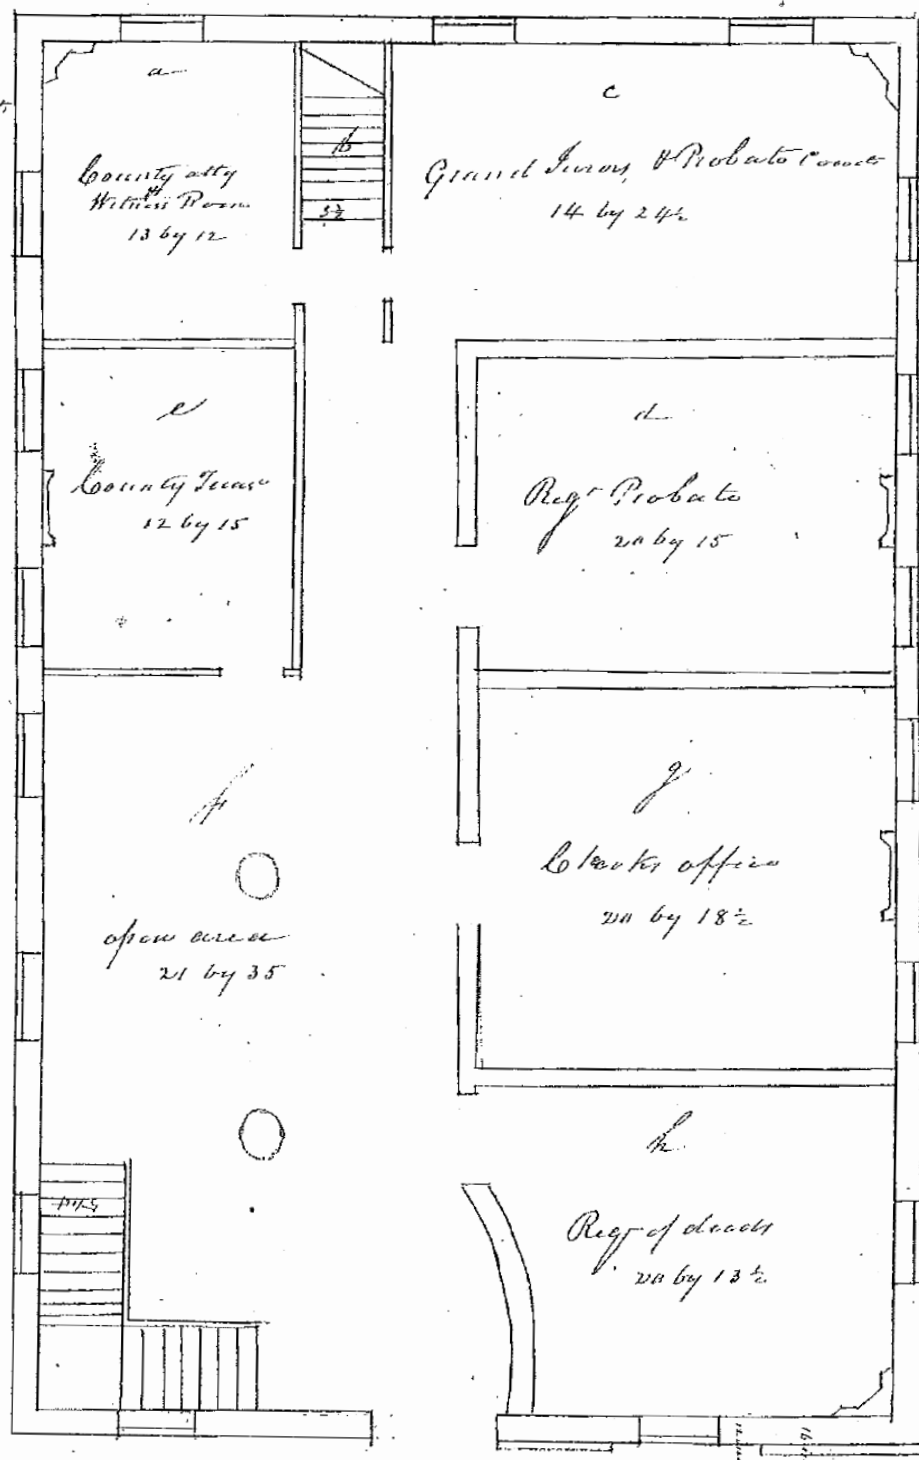 a
County atty
&
Witness Room
13 by 12
b
3½
c
Grand Jurors, & Probate Court
14 by 24½
e
County Treasr
12 by 15
d
Regr Probate
20 by 15
f
open area
21 by 35
g
Clerks office
20 by 18½
h
Regr of deeds
20 by 13½